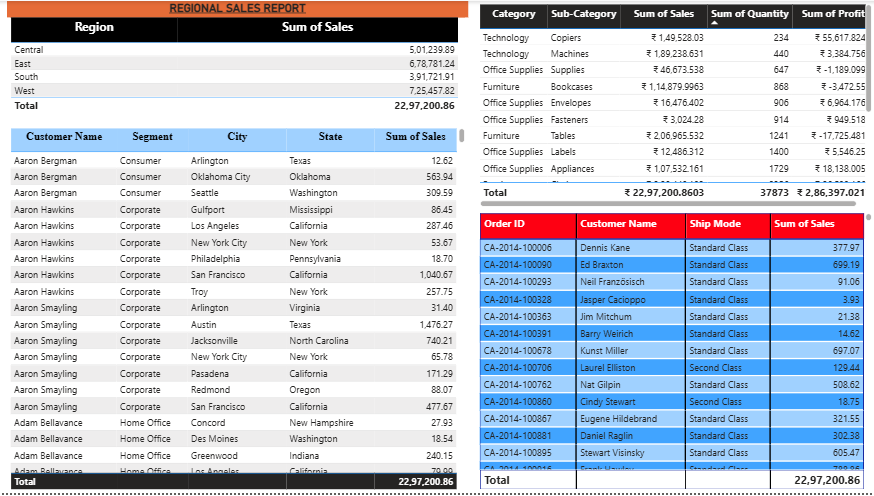 REGIONAL SALES REPORT
Region Sum of Sales
Central 5,01,239.89
East 6,78,781.24
South 3,91,721.91
West 7,25,457.82
Total 22,97,200.86
Customer Name Segment City State Sum of Sales
Aaron Bergman Consumer Arlington Texas 12.62
Aaron Bergman Consumer Oklahoma City Oklahoma 563.94
Aaron Bergman Consumer Seattle Washington 309.59
Aaron Hawkins Corporate Gulfport Mississippi 86.45
Aaron Hawkins Corporate Los Angeles California 287.46
Aaron Hawkins Corporate New York City New York 53.67
Aaron Hawkins Corporate Philadelphia Pennsylvania 18.70
Aaron Hawkins Corporate San Francisco California 1,040.67
Aaron Hawkins Corporate Troy New York 257.75
Aaron Smayling Corporate Arlington Virginia 31.40
Aaron Smayling Corporate Austin Texas 1,476.27
Aaron Smayling Corporate Jacksonville North Carolina 740.21
Aaron Smayling Corporate New York City New York 65.78
Aaron Smayling Corporate Pasadena California 171.29
Aaron Smayling Corporate Redmond Oregon 88.07
Aaron Smayling Corporate San Francisco California 477.67
Adam Bellavance Home Office Concord New Hampshire 27.93
Adam Bellavance Home Office Des Moines Washington 18.54
Adam Bellavance Home Office Greenwood Indiana 240.15
Adam Bellavance Home Office Los Angeles California 79.99
Total 22,97,200.86
Category Sub-Category Sum of Sales Sum of Quantity Sum of Profit
Technology Copiers ₹ 1,49,528.03 234 ₹ 55,617.824
Technology Machines ₹ 1,89,238.631 440 ₹ 3,384.756
Office Supplies Supplies ₹ 46,673.538 647 ₹ -1,189.099
Furniture Bookcases ₹ 1,14,879.9963 868 ₹ -3,472.55
Office Supplies Envelopes ₹ 16,476.402 906 ₹ 6,964.176
Office Supplies Fasteners ₹ 3,024.28 914 ₹ 949.518
Furniture Tables ₹ 2,06,965.532 1241 ₹ -17,725.481
Office Supplies Labels ₹ 12,486.312 1400 ₹ 5,546.25
Office Supplies Appliances ₹ 1,07,532.161 1729 ₹ 18,138.005
Total ₹ 22,97,200.8603 37873 ₹ 2,86,397.021
Order ID Customer Name Ship Mode Sum of Sales
CA-2014-100006 Dennis Kane Standard Class 377.97
CA-2014-100090 Ed Braxton Standard Class 699.19
CA-2014-100293 Neil Französisch Standard Class 91.06
CA-2014-100328 Jasper Cacioppo Standard Class 3.93
CA-2014-100363 Jim Mitchum Standard Class 21.38
CA-2014-100391 Barry Weirich Standard Class 14.62
CA-2014-100678 Kunst Miller Standard Class 697.07
CA-2014-100706 Laurel Elliston Second Class 129.44
CA-2014-100762 Nat Gilpin Standard Class 508.62
CA-2014-100860 Cindy Stewart Second Class 18.75
CA-2014-100867 Eugene Hildebrand Standard Class 321.55
CA-2014-100881 Daniel Raglin Standard Class 302.38
CA-2014-100895 Stewart Visinsky Standard Class 605.47
Total 22,97,200.86